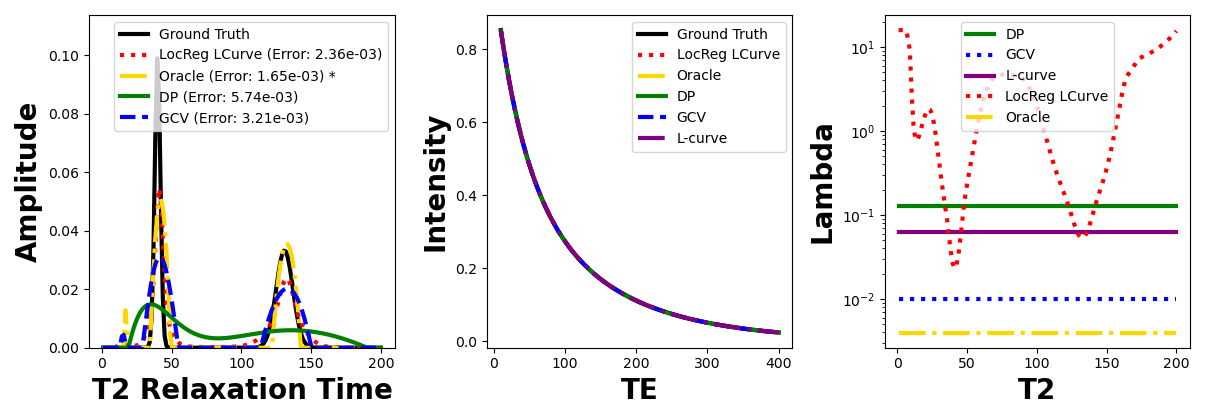 Ground Truth
LocReg LCurve (Error: 2.36e-03)
Oracle (Error: 1.65e-03) *
DP (Error: 5.74e-03)
GCV (Error: 3.21e-03)
Amplitude
0.10
0.08
0.06
0.04
0.02
0.00
0 50 100 150 200
T2 Relaxation Time
Ground Truth
LocReg LCurve
Oracle
DP
GCV
L-curve
Intensity
0.8
0.6
0.4
0.2
0.0
0 100 200 300 400
TE
DP
GCV
L-curve
LocReg LCurve
Oracle
Lambda
10¹
10⁰
10⁻¹
10⁻²
0 50 100 150 200
T2